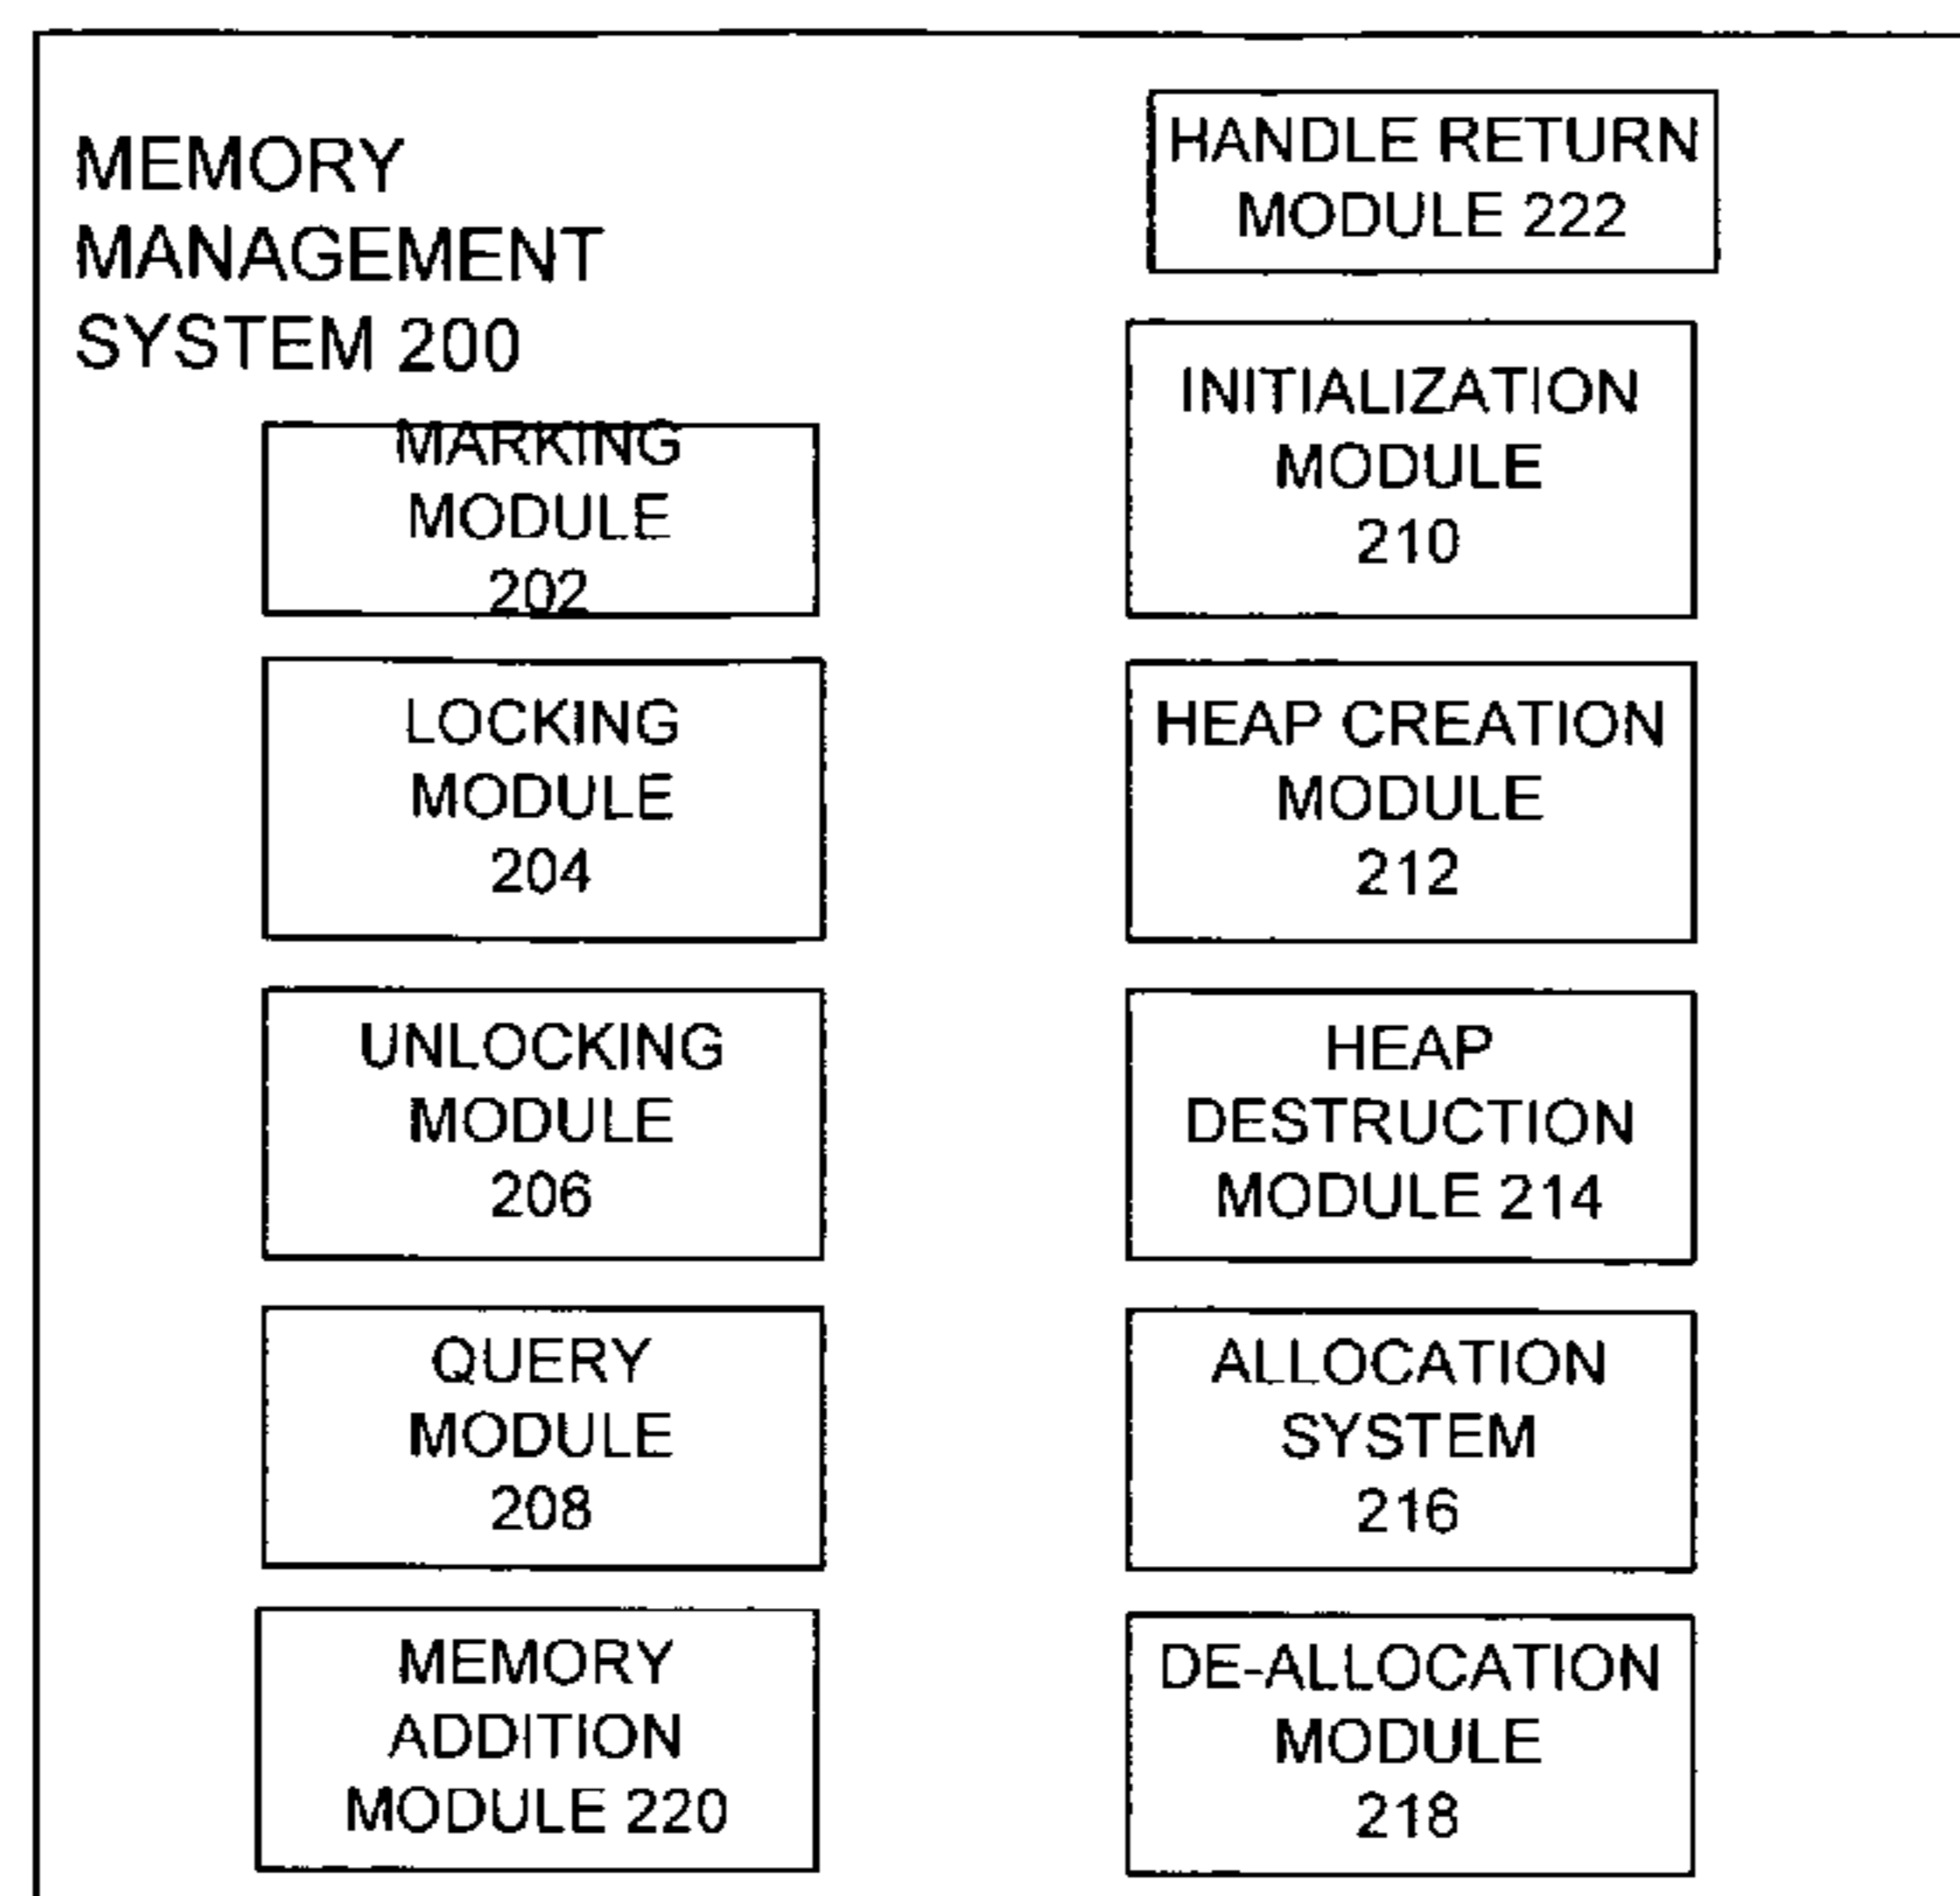 MEMORY
MANAGEMENT
SYSTEM 200
MARKING
MODULE
202
LOCKING
MODULE
204
UNLOCKING
MODULE
206
QUERY
MODULE
208
MEMORY
ADDITION
MODULE 220
HANDLE RETURN
MODULE 222
INITIALIZATION
MODULE
210
HEAP CREATION
MODULE
212
HEAP
DESTRUCTION
MODULE 214
ALLOCATION
SYSTEM
216
DE-ALLOCATION
MODULE
218